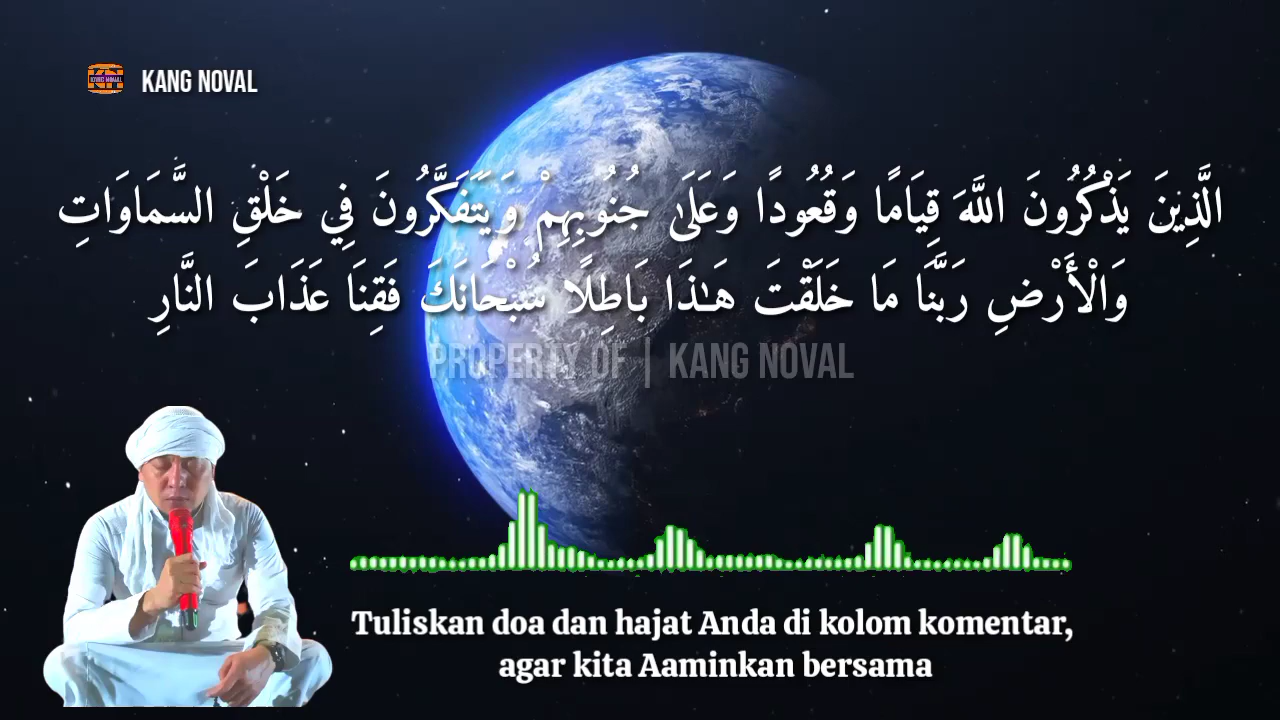 KANG NOVAL
الَّذِينَ يَذْكُرُونَ اللَّهَ قِيَامًا وَقُعُودًا وَعَلَىٰ جُنُوبِهِمْ وَيَتَفَكَّرُونَ فِي خَلْقِ السَّمَاوَاتِ
وَالْأَرْضِ رَبَّنَا مَا خَلَقْتَ هَـٰذَا بَاطِلًا سُبْحَانَكَ فَقِنَا عَذَابَ النَّارِ
PROPERTY OF | KANG NOVAL
Tuliskan doa dan hajat Anda di kolom komentar,
agar kita Aaminkan bersama